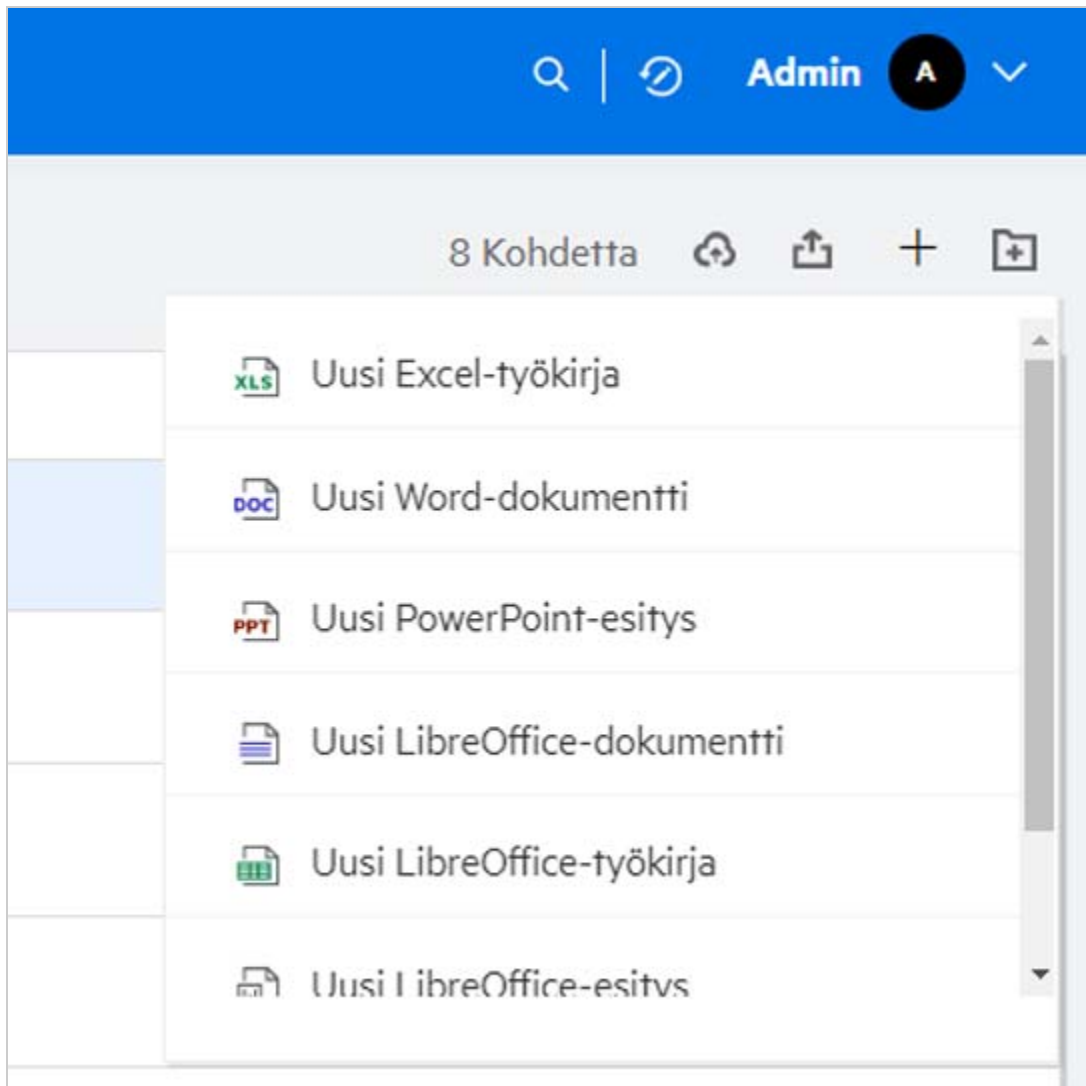 Admin A
8 Kohdetta
XLS Uusi Excel-työkirja
DOC Uusi Word-dokumentti
PPT Uusi PowerPoint-esitys
Uusi LibreOffice-dokumentti
Uusi LibreOffice-työkirja
Uusi LibreOffice-esitys